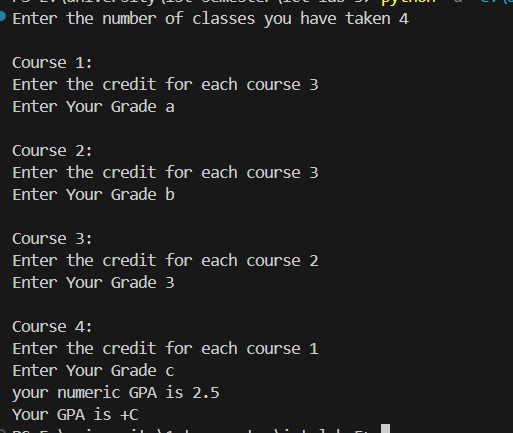 Enter the number of classes you have taken 4
Course 1:
Enter the credit for each course 3
Enter Your Grade a
Course 2:
Enter the credit for each course 3
Enter Your Grade b
Course 3:
Enter the credit for each course 2
Enter Your Grade 3
Course 4:
Enter the credit for each course 1
Enter Your Grade c
your numeric GPA is 2.5
Your GPA is +C